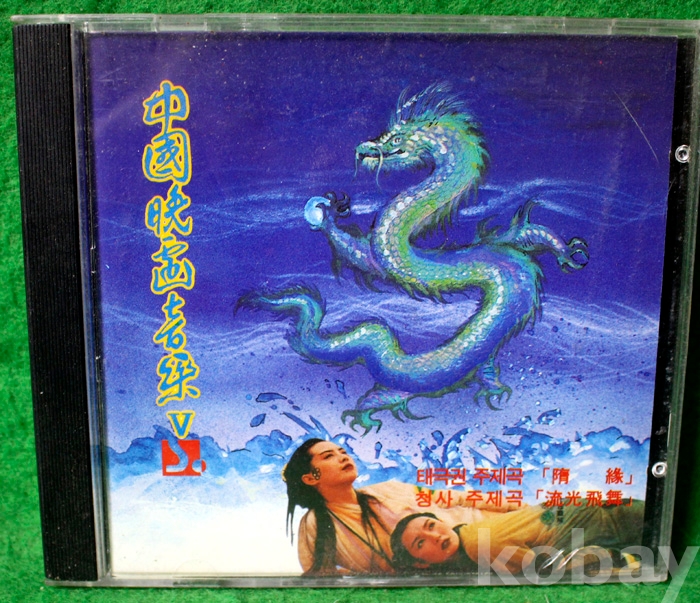 中國映畵音樂 V
태극권 주제곡 「隋 緣」
청사」주제곡 「流光飛舞」
kobay